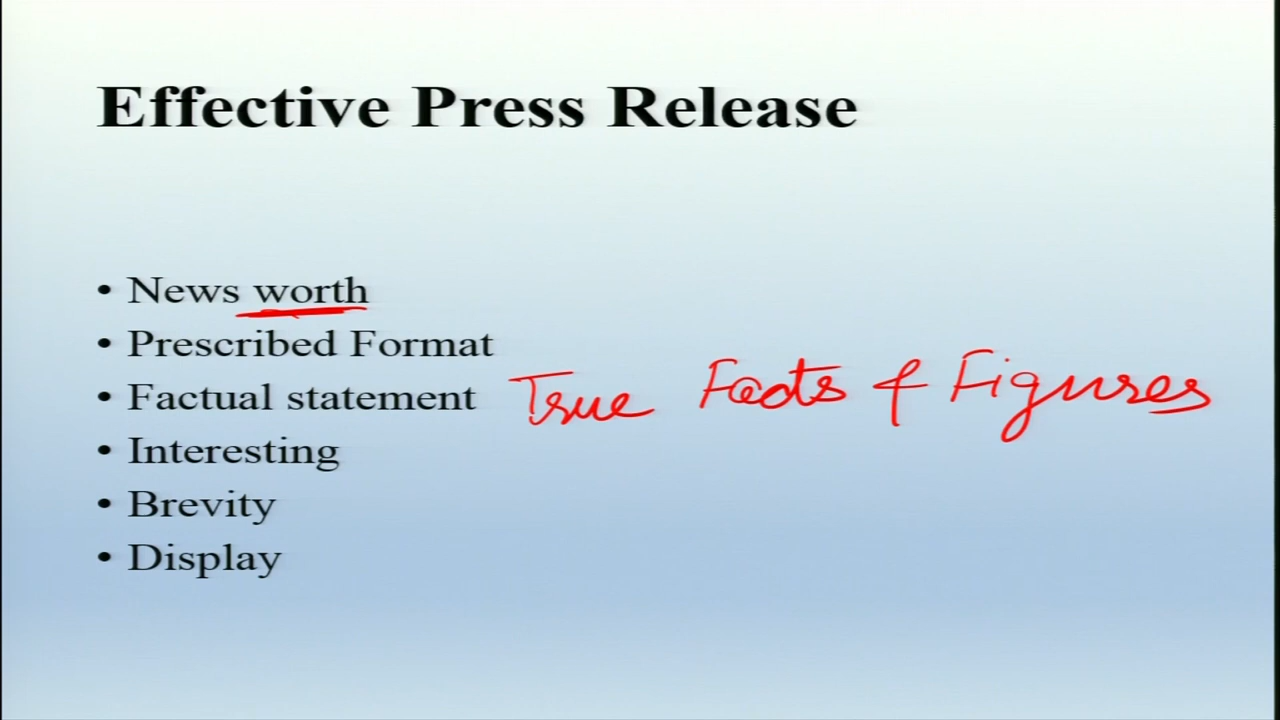 Effective Press Release
• News worth
• Prescribed Format
• Factual statement True Facts & Figures
• Interesting
• Brevity
• Display